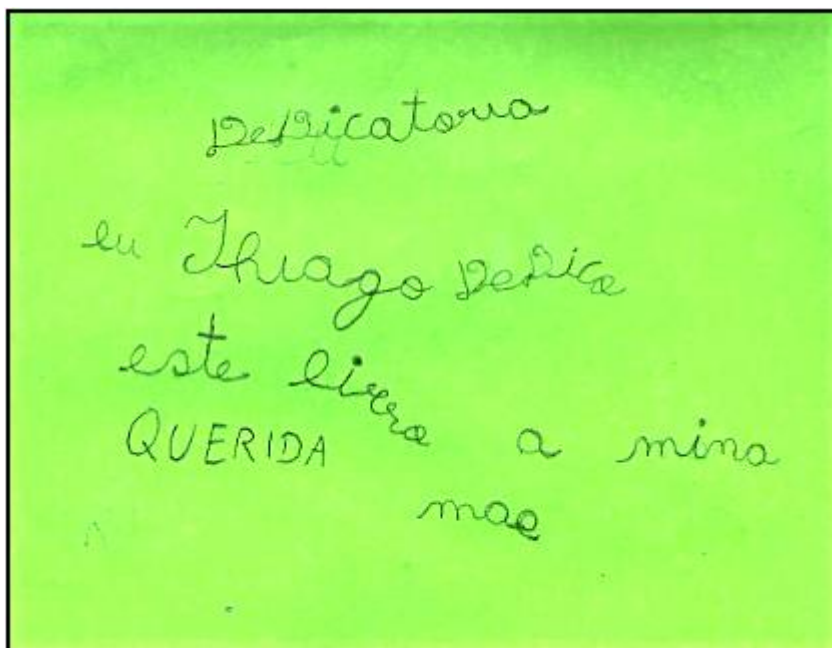 Dedicatoria
eu Thiago Dedico
este livro a mina
QUERIDA
mae